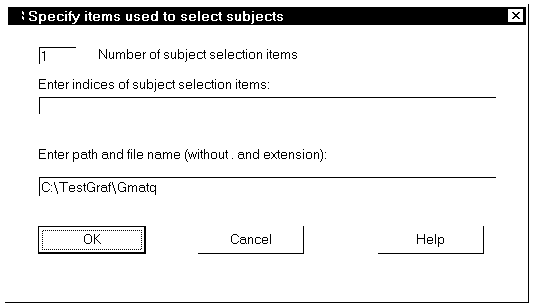 Specify items used to select subjects
1 Number of subject selection items
Enter indices of subject selection items:
Enter path and file name (without . and extension):
C:\TestGraf\Gmatq
OK Cancel Help